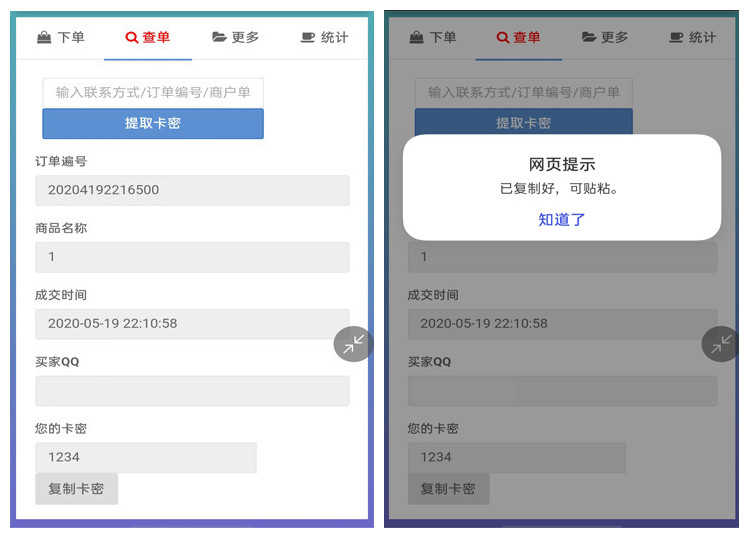 下单 查单 更多 统计
输入联系方式/订单编号/商户单
提取卡密
订单遍号
20204192216500
商品名称
1
成交时间
2020-05-19 22:10:58
买家QQ
您的卡密
1234
复制卡密
下单 查单 更多 统计
输入联系方式/订单编号/商户单
提取卡密
网页提示
已复制好，可贴粘。
知道了
1
成交时间
2020-05-19 22:10:58
买家QQ
您的卡密
1234
复制卡密